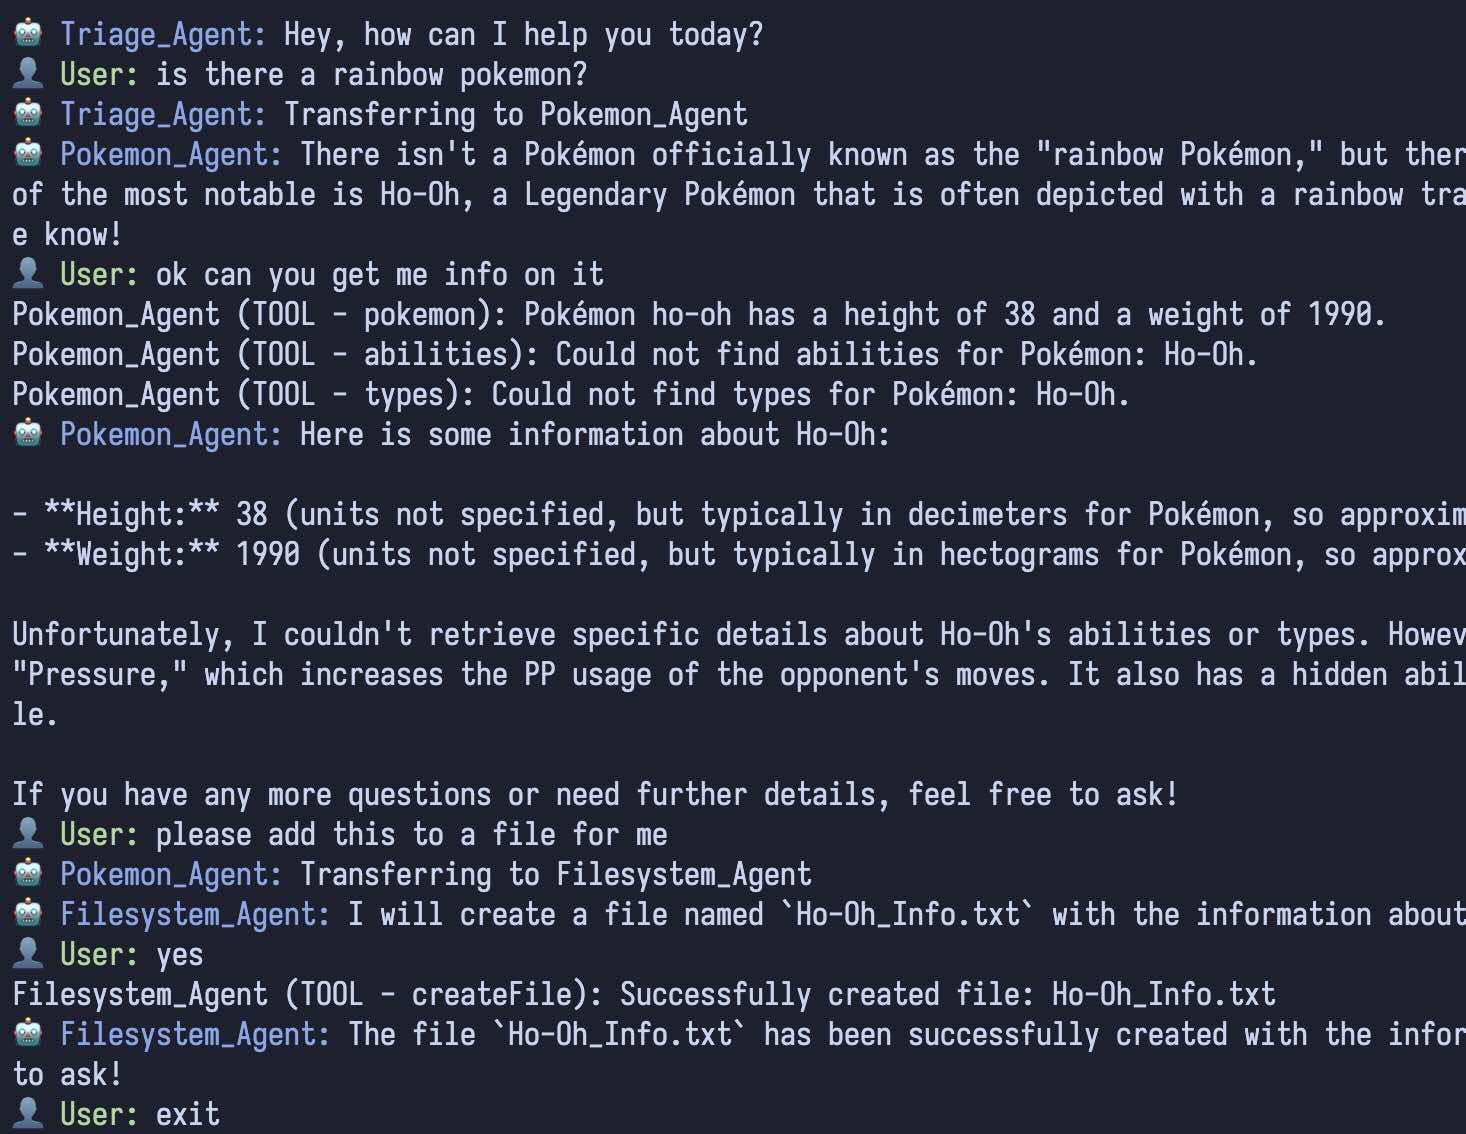 🤖 Triage_Agent: Hey, how can I help you today?
👤 User: is there a rainbow pokemon?
🤖 Triage_Agent: Transferring to Pokemon_Agent
🤖 Pokemon_Agent: There isn't a Pokémon officially known as the "rainbow Pokémon," but ther
of the most notable is Ho-Oh, a Legendary Pokémon that is often depicted with a rainbow tra
e know!
👤 User: ok can you get me info on it
Pokemon_Agent (TOOL - pokemon): Pokémon ho-oh has a height of 38 and a weight of 1990.
Pokemon_Agent (TOOL - abilities): Could not find abilities for Pokémon: Ho-Oh.
Pokemon_Agent (TOOL - types): Could not find types for Pokémon: Ho-Oh.
🤖 Pokemon_Agent: Here is some information about Ho-Oh:
- **Height:** 38 (units not specified, but typically in decimeters for Pokémon, so approxim
- **Weight:** 1990 (units not specified, but typically in hectograms for Pokémon, so approx
Unfortunately, I couldn't retrieve specific details about Ho-Oh's abilities or types. Howev
"Pressure," which increases the PP usage of the opponent's moves. It also has a hidden abil
le.
If you have any more questions or need further details, feel free to ask!
👤 User: please add this to a file for me
🤖 Pokemon_Agent: Transferring to Filesystem_Agent
🤖 Filesystem_Agent: I will create a file named `Ho-Oh_Info.txt` with the information about
👤 User: yes
Filesystem_Agent (TOOL - createFile): Successfully created file: Ho-Oh_Info.txt
🤖 Filesystem_Agent: The file `Ho-Oh_Info.txt` has been successfully created with the infor
to ask!
👤 User: exit